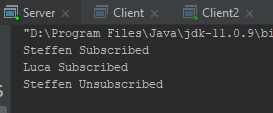 Server Client Client2
"D:\Program Files\Java\jdk-11.0.9\bi
Steffen Subscribed
Luca Subscribed
Steffen Unsubscribed